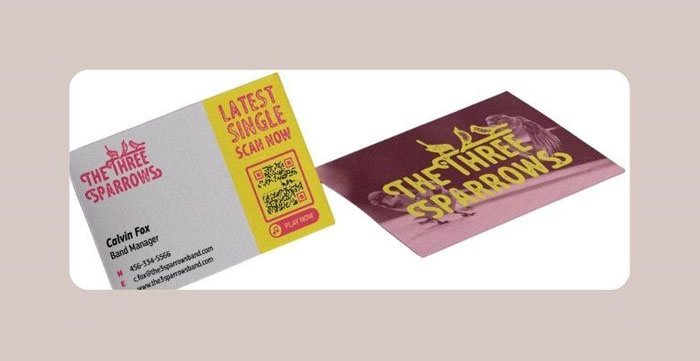 THE THREE
SPARROWS
Calvin Fox
Band Manager
M 456-334-5566
E c.fox@the3sparrowsband.com
www.the3sparrowsband.com
LATEST
SINGLE
SCAN NOW
PLAY NOW
THE THREE
SPARROWS